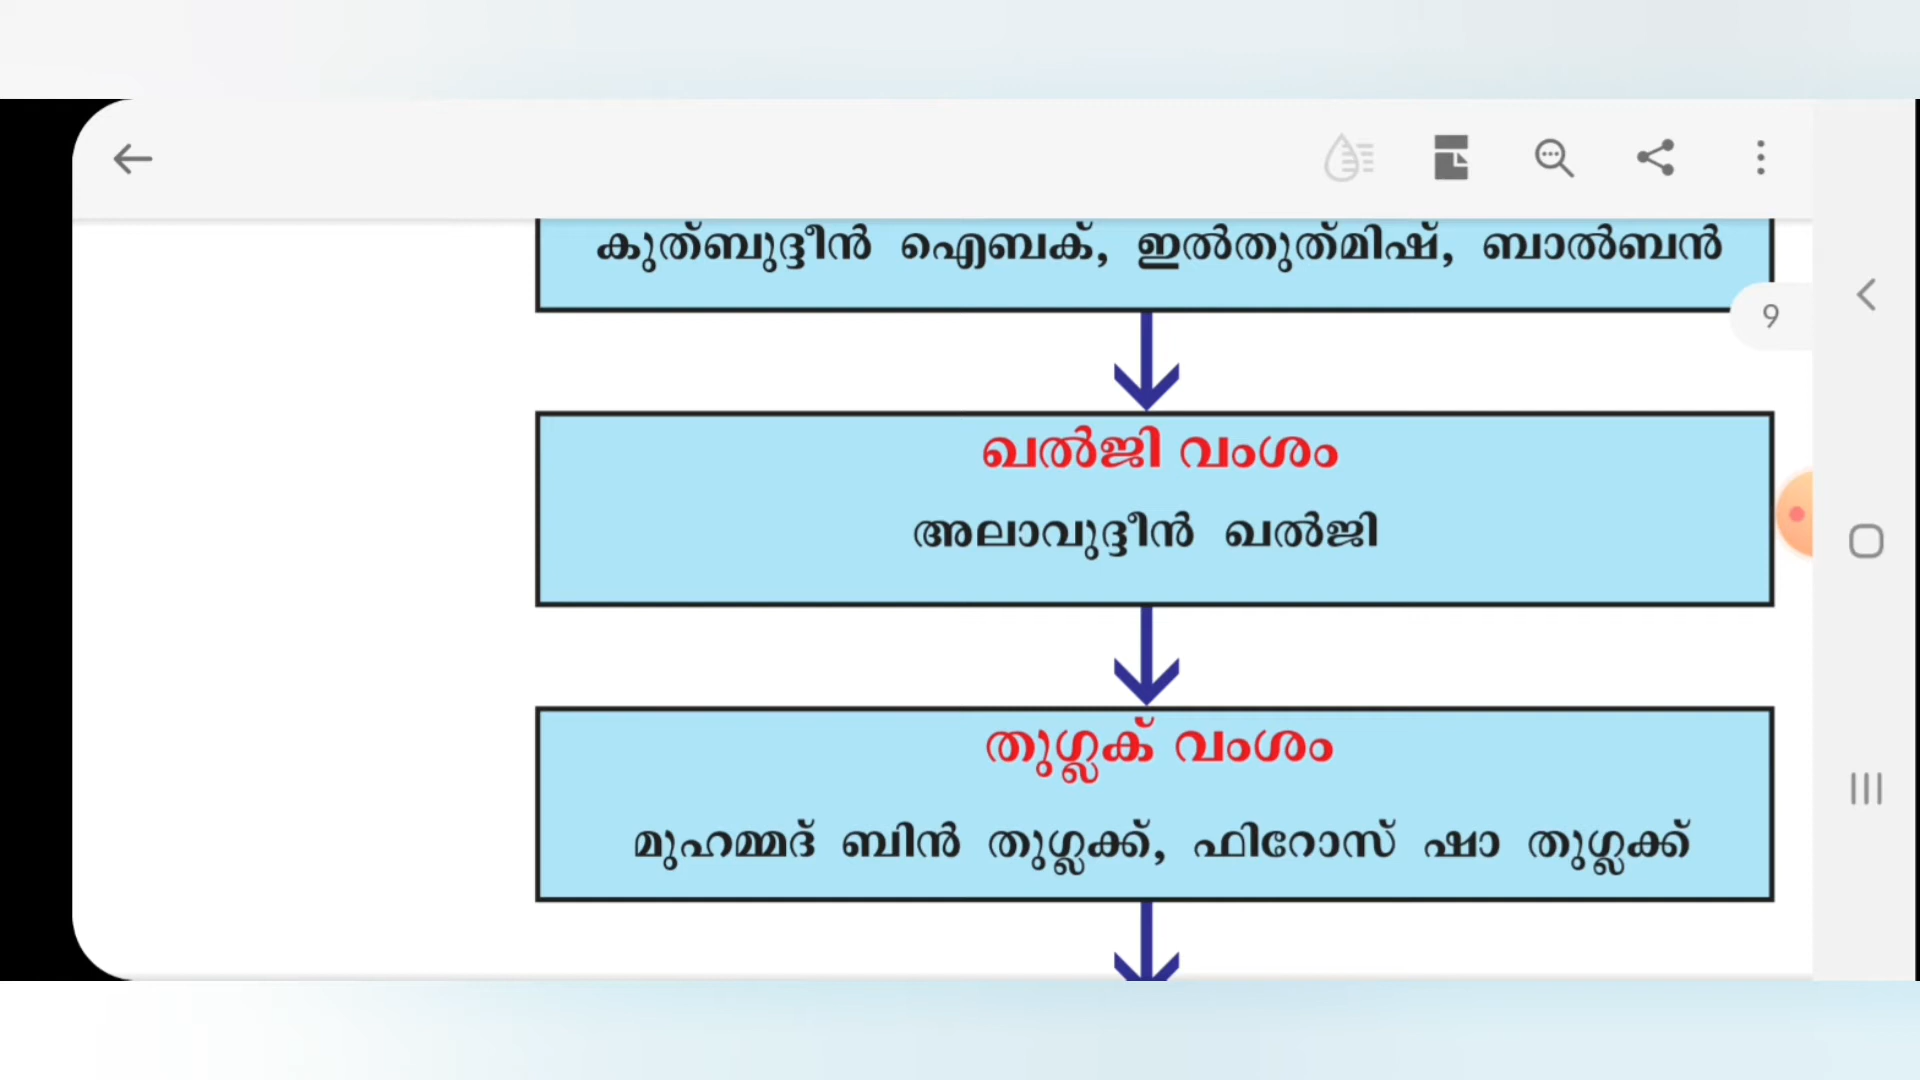 കുത്ബുദ്ദീൻ ഐബക്, ഇൽതുത്മിഷ്, ബാൽബൻ
9
ഖൽജി വംശം
അലാവുദ്ദീൻ ഖൽജി
തുഗ്ലക് വംശം
മുഹമ്മദ് ബിൻ തുഗ്ലക്ക്, ഫിറോസ് ഷാ തുഗ്ലക്ക്